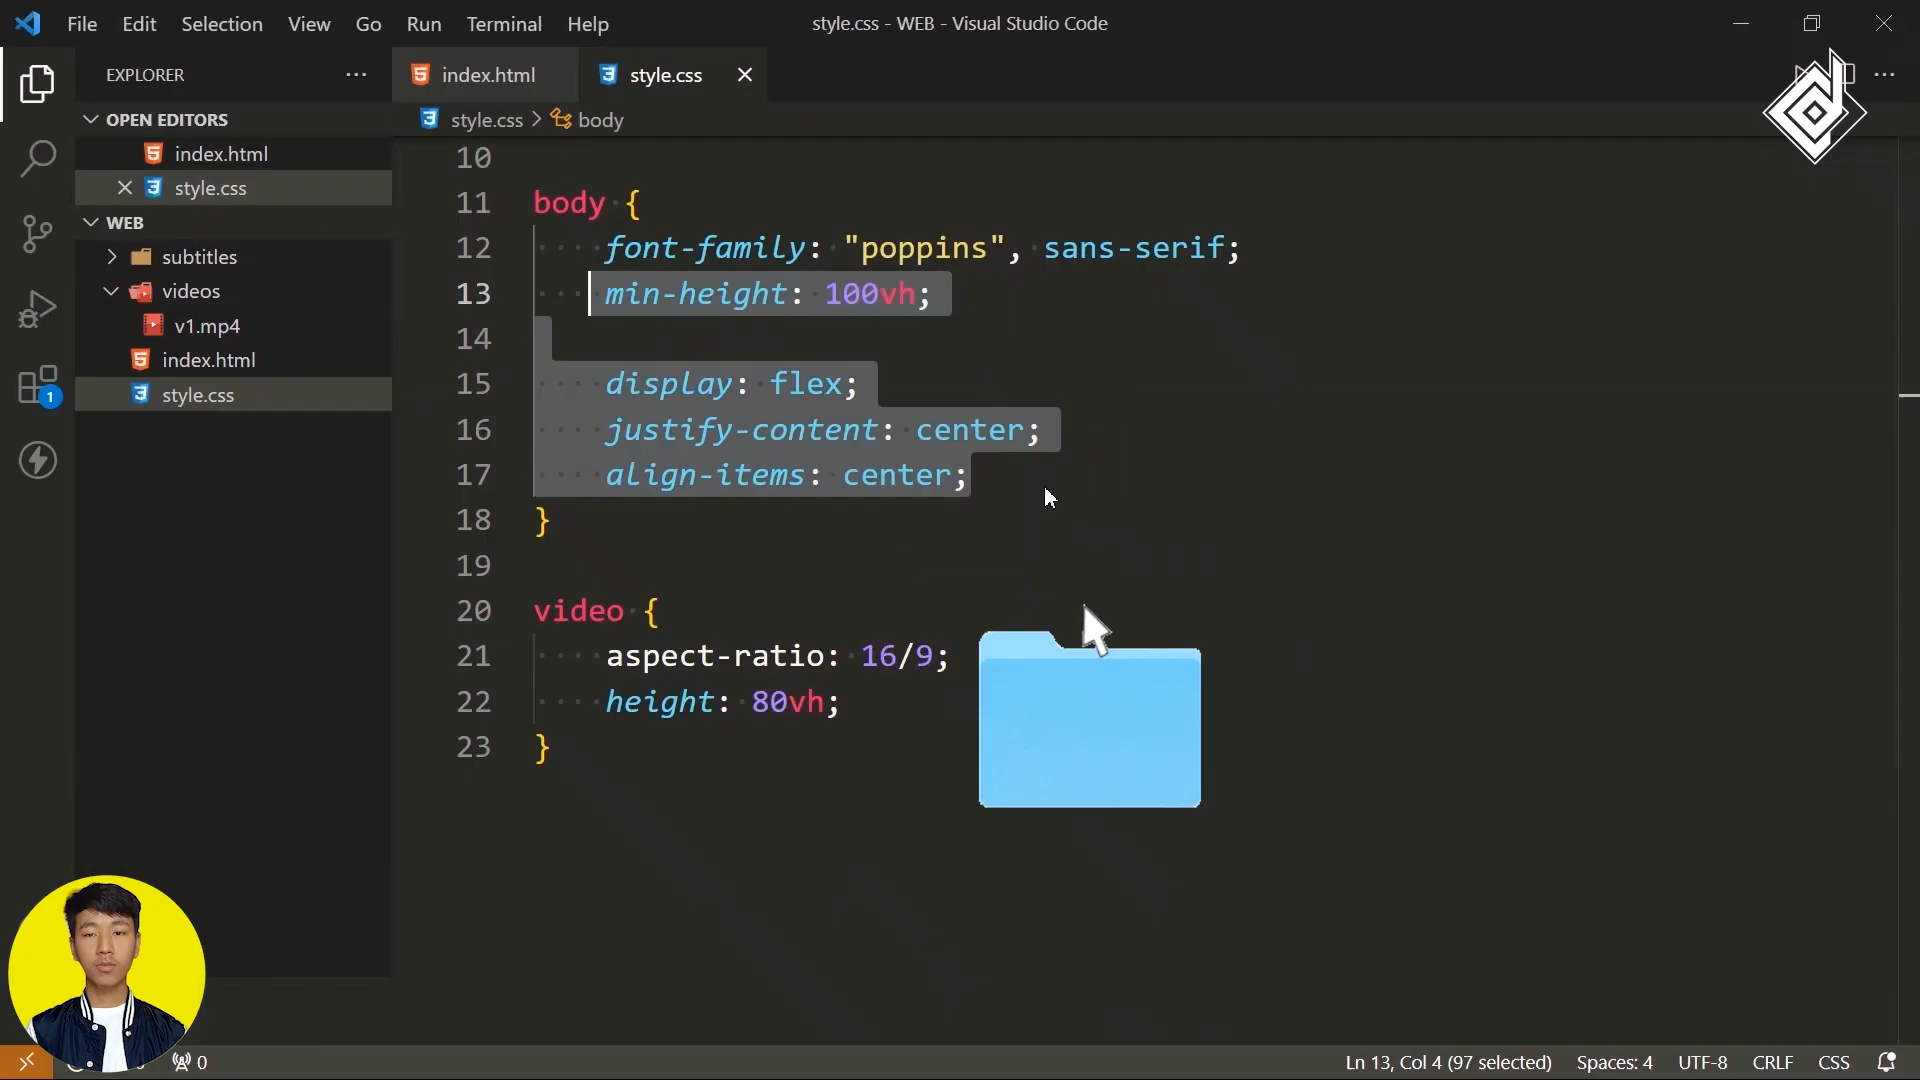 File Edit Selection View Go Run Terminal Help
style.css - WEB - Visual Studio Code
EXPLORER
index.html
style.css
OPEN EDITORS
index.html
style.css
WEB
subtitles
videos
v1.mp4
index.html
style.css
1
style.css > body
10
11 body {
12 font-family: "poppins", sans-serif;
13 min-height: 100vh;
14
15 display: flex;
16 justify-content: center;
17 align-items: center;
18 }
19
20 video {
21 aspect-ratio: 16/9;
22 height: 80vh;
23 }
0
Ln 13, Col 4 (97 selected) Spaces: 4 UTF-8 CRLF CSS